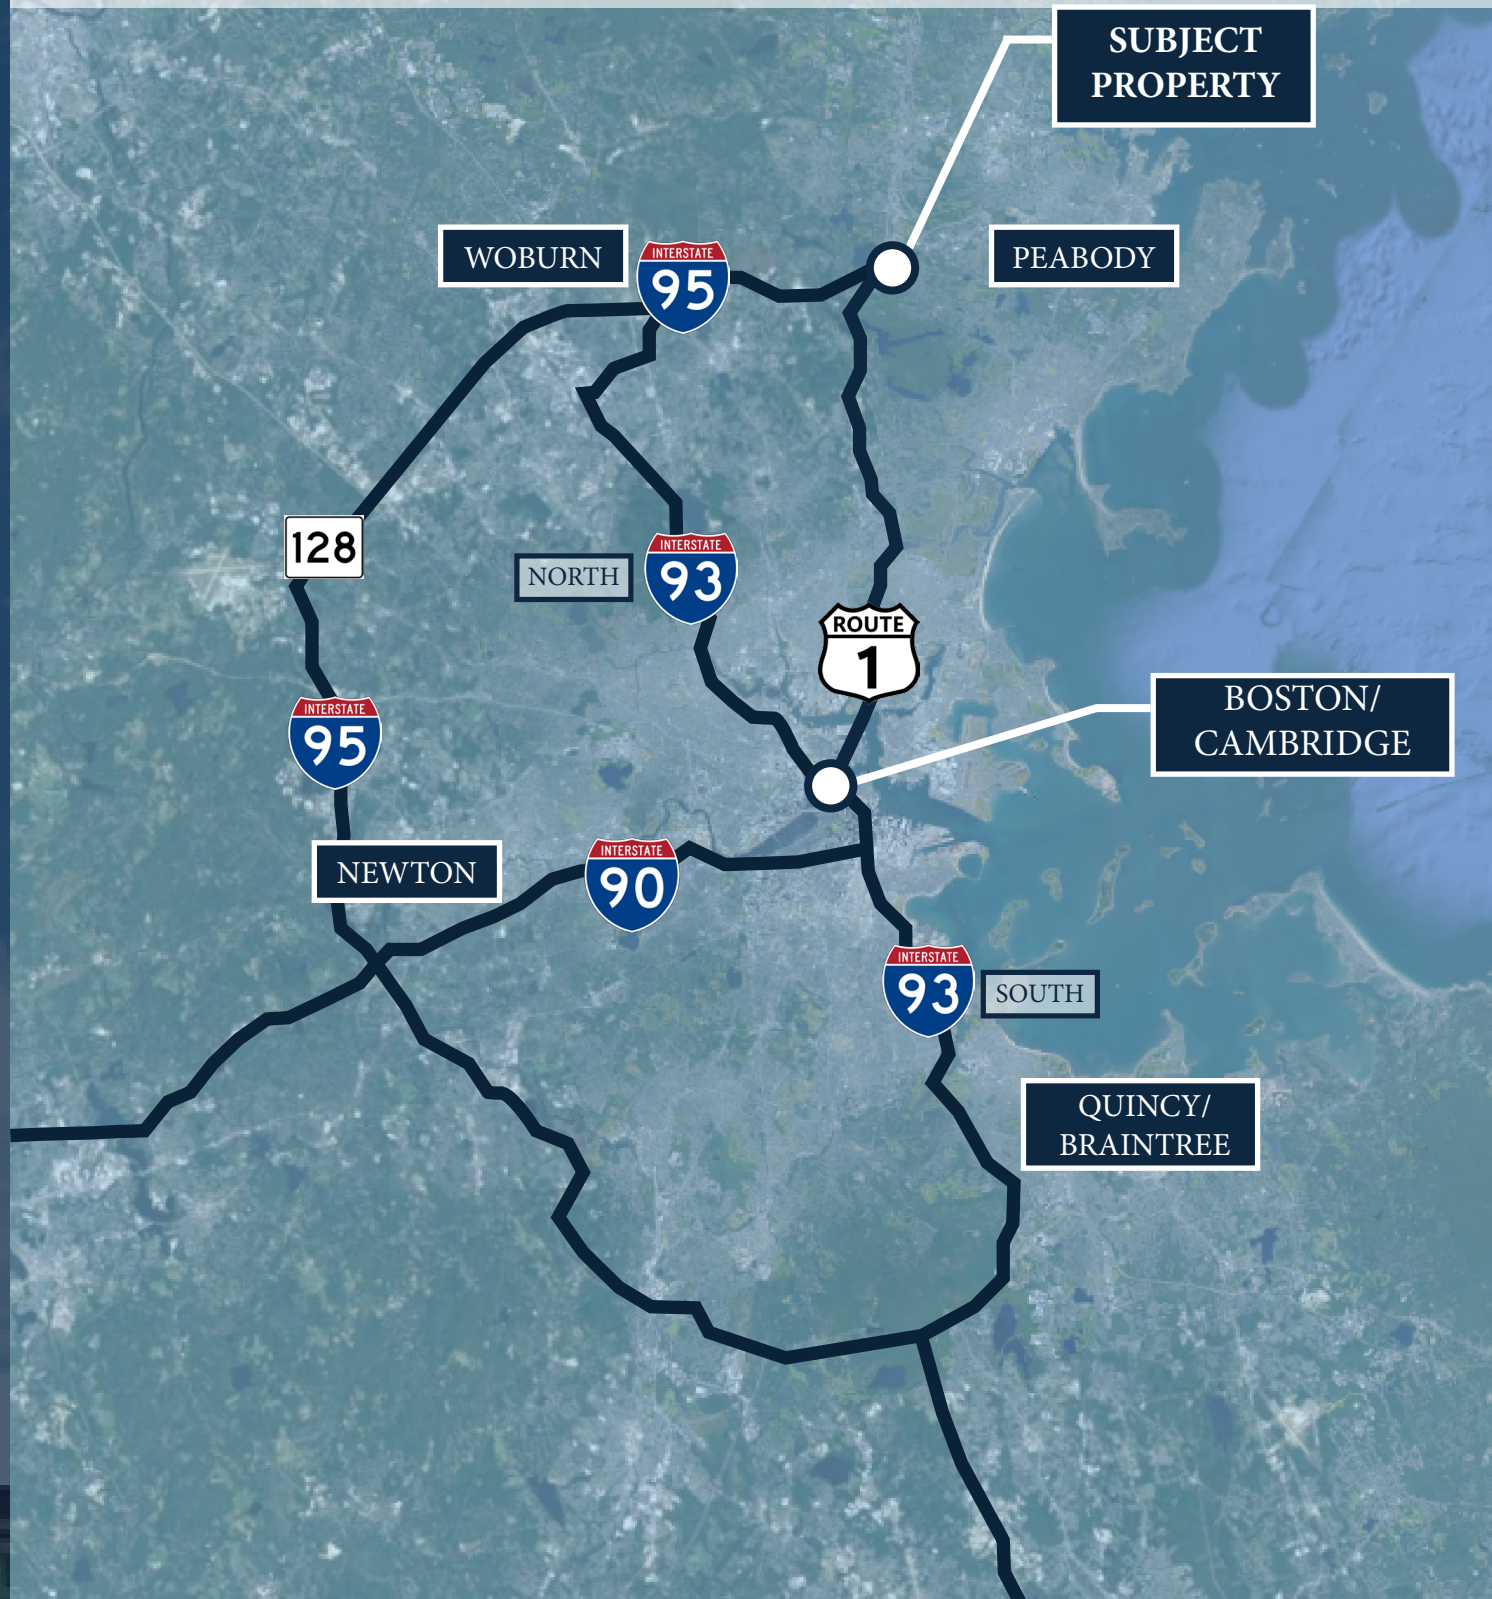 SUBJECT
PROPERTY
WOBURN
INTERSTATE
95
PEABODY
128
NORTH
INTERSTATE
93
ROUTE
1
INTERSTATE
95
BOSTON/
CAMBRIDGE
NEWTON
INTERSTATE
90
INTERSTATE
93
SOUTH
QUINCY/
BRAINTREE